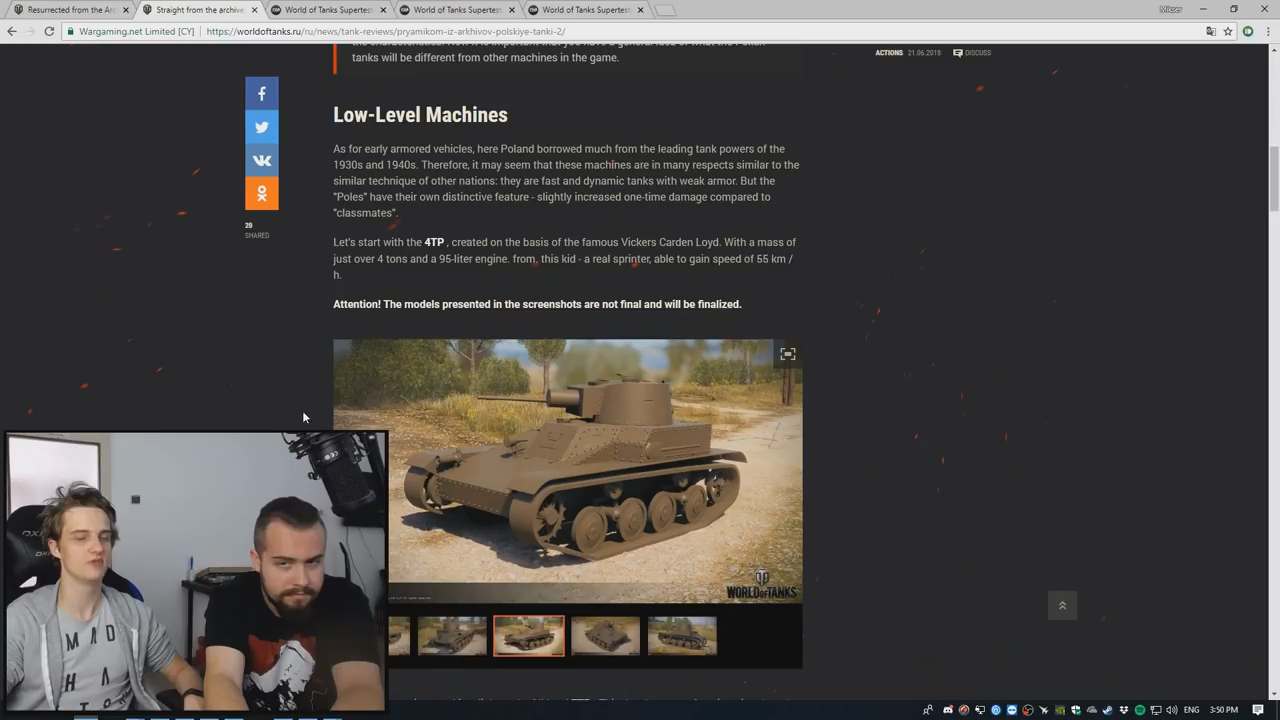 Resurrected from the Ar
Straight from the archive
World of Tanks Supertest
World of Tanks Supertest
World of Tanks Supertest
Wargaming.net Limited [CY]
https://worldoftanks.ru/ru/news/tank-reviews/pryamikom-iz-arkhivov-polskiye-tanki-2/
tanks will be different from other machines in the game.
ACTIONS 21.06.2018 DISCUSS
Low-Level Machines
As for early armored vehicles, here Poland borrowed much from the leading tank powers of the
1930s and 1940s. Therefore, it may seem that these machines are in many respects similar to the
similar technique of other nations: they are fast and dynamic tanks with weak armor. But the
"Poles" have their own distinctive feature - slightly increased one-time damage compared to
"classmates".
20
SHARED
Let's start with the 4TP , created on the basis of the famous Vickers Carden Loyd. With a mass of
just over 4 tons and a 95-liter engine. from, this kid - a real sprinter, able to gain speed of 55 km /
h.
Attention! The models presented in the screenshots are not final and will be finalized.
WORLD OF TANKS
MAD
HA
ENG
3:50 PM